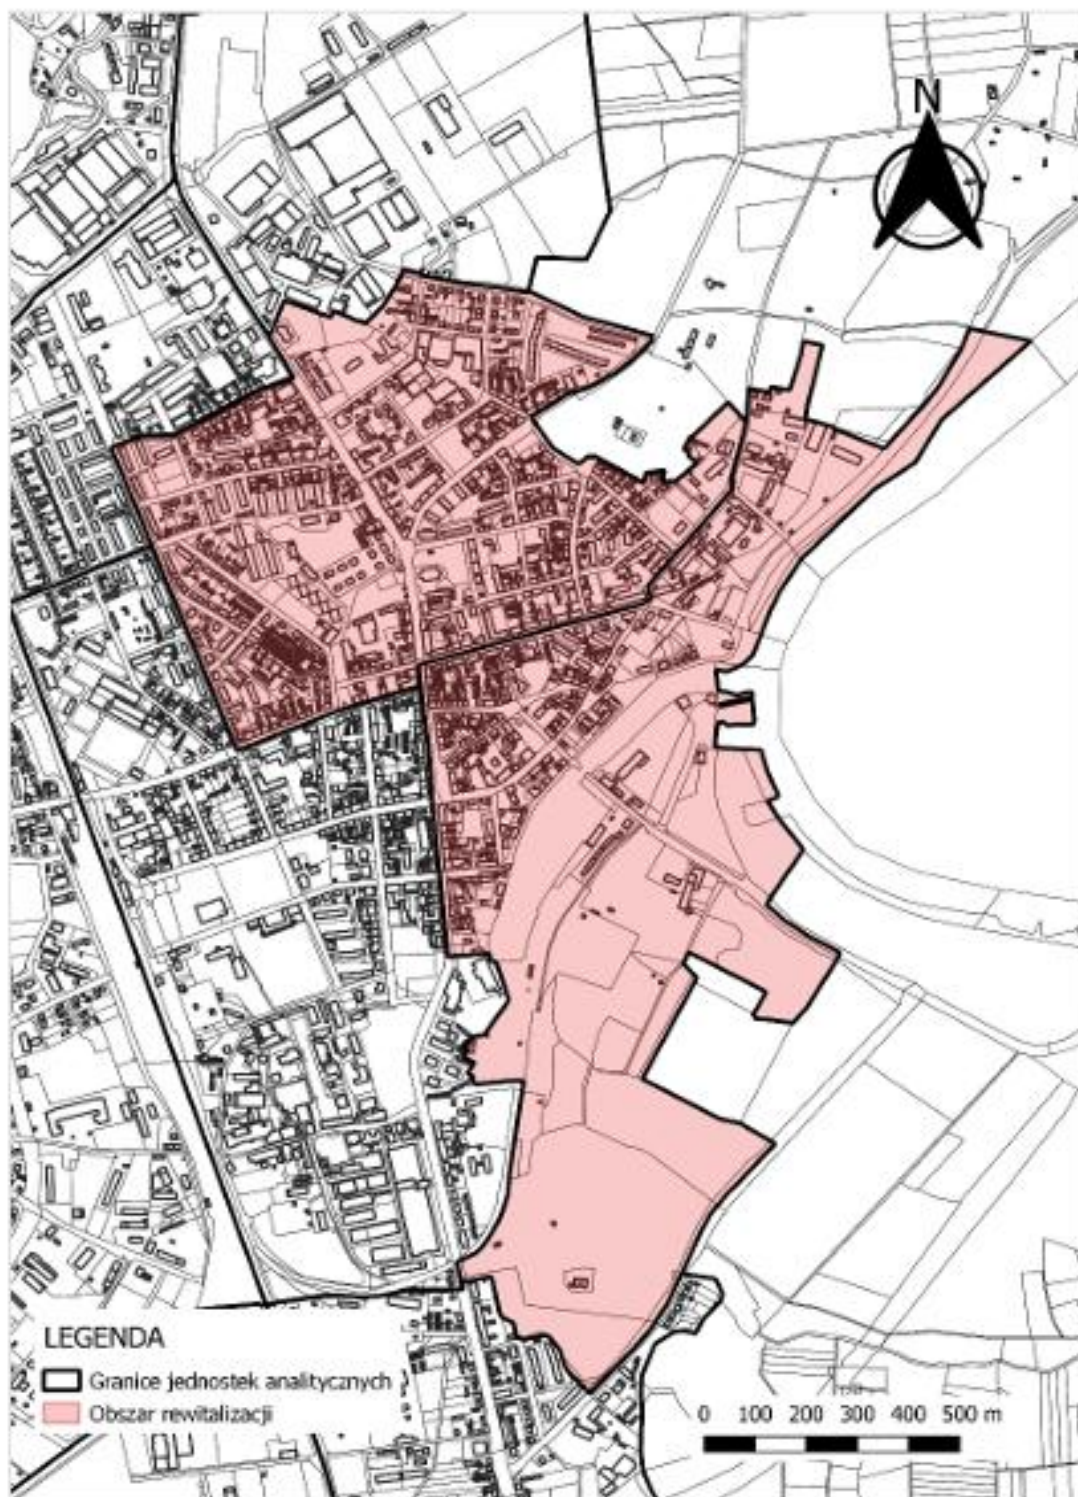 N
LEGENDA
Granice jednostek analitycznych
Obszar rewitalizacji
0 100 200 300 400 500 m